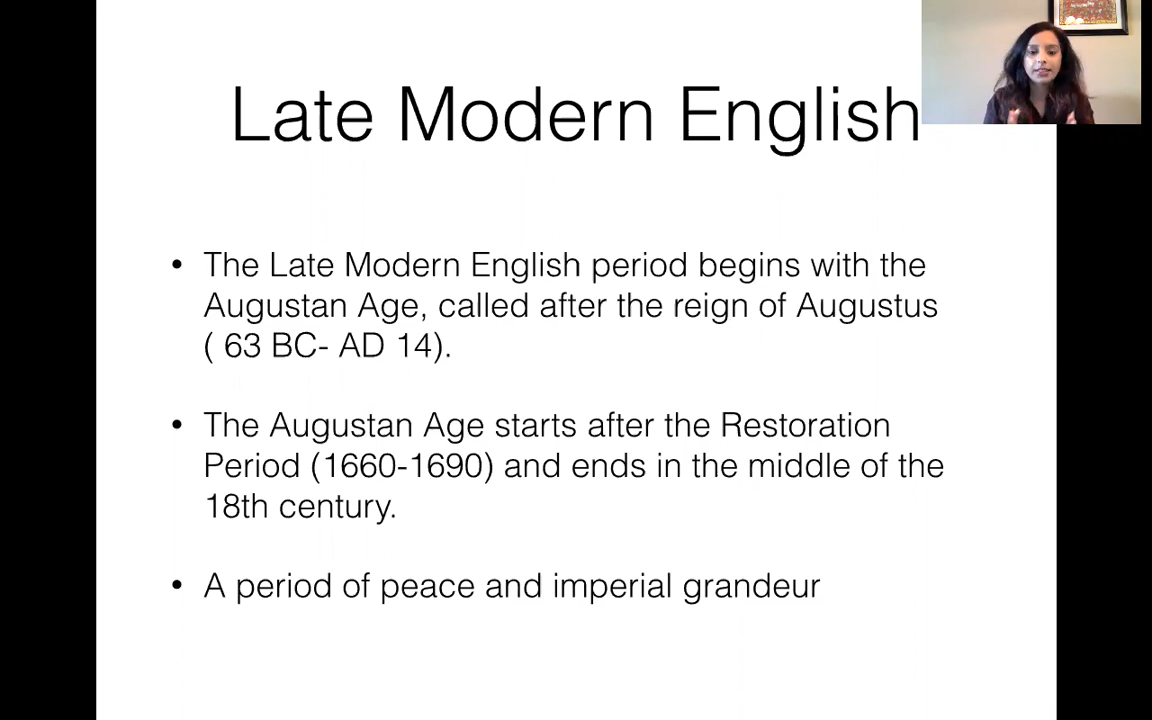 Late Modern English
• The Late Modern English period begins with the
Augustan Age, called after the reign of Augustus
( 63 BC- AD 14).
• The Augustan Age starts after the Restoration
Period (1660-1690) and ends in the middle of the
18th century.
• A period of peace and imperial grandeur